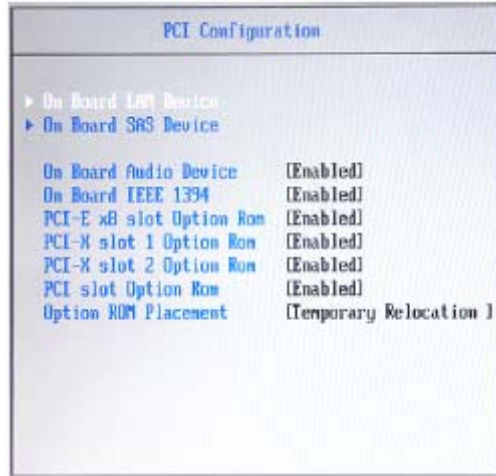 PCI Configuration
On Board LAN Device
On Board SAS Device
On Board Audio Device [Enabled]
On Board IEEE 1394 [Enabled]
PCI-E x8 slot Option Rom [Enabled]
PCI-X slot 1 Option Rom [Enabled]
PCI-X slot 2 Option Rom [Enabled]
PCI slot Option Rom [Enabled]
Option ROM Placement [Temporary Relocation ]